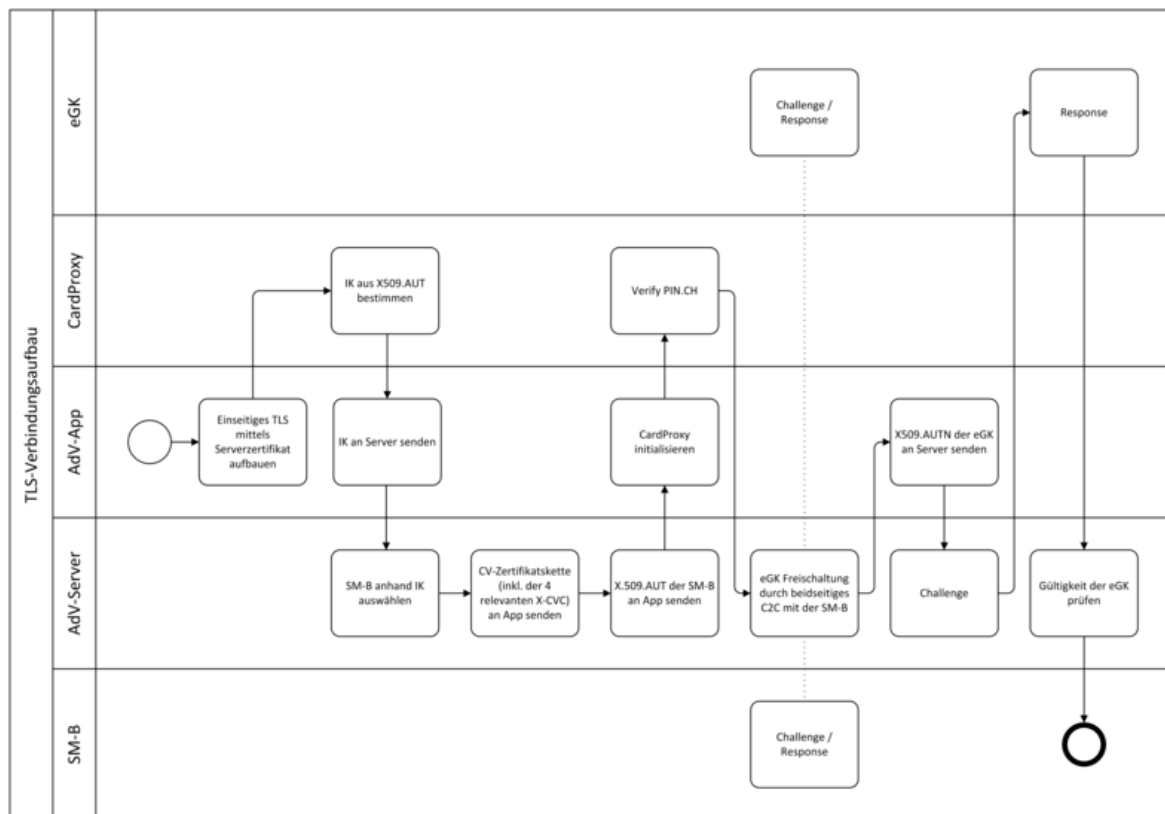 TLS-Verbindungsaufbau
eGK
Challenge /
Response
Response
CardProxy
IK aus X509.AUT
bestimmen
Verify PIN.CH
AdV-App
Einseitiges TLS
mittels
Serverzertifikat
aufbauen
IK an Server senden
CardProxy
initialisieren
X509.AUTN der eGK
an Server senden
AdV-Server
SM-B anhand IK
auswählen
CV-Zertifikatskette
(inkl. der 4
relevanten X-CVC)
an App senden
X.509.AUT der SM-B
an App senden
eGK Freischaltung
durch beidseitiges
C2C mit der SM-B
Challenge
Gültigkeit der eGK
prüfen
SM-B
Challenge /
Response